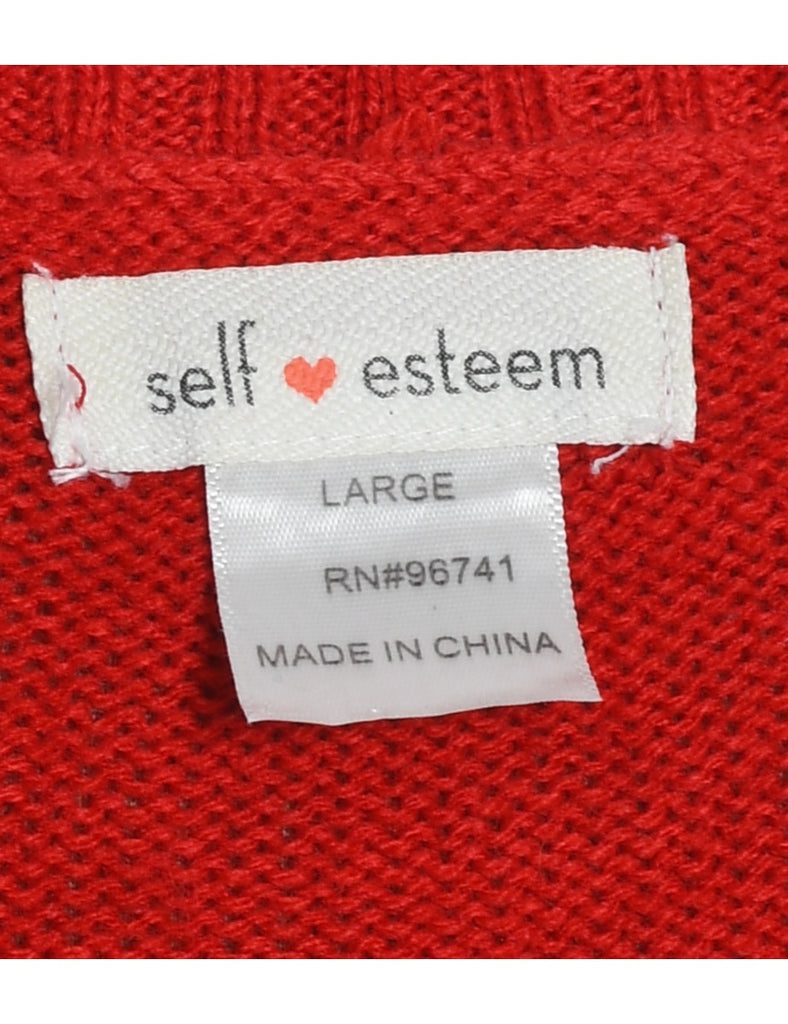 self ♥ esteem
LARGE
RN#96741
MADE IN CHINA